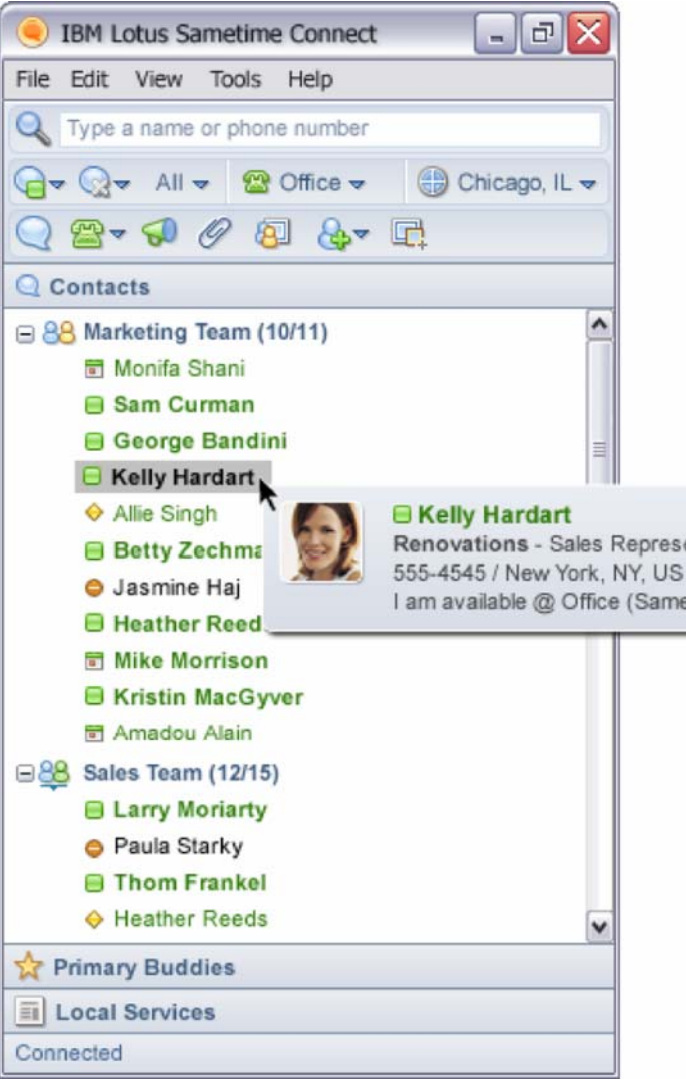 IBM Lotus Sametime Connect
File Edit View Tools Help
Type a name or phone number
All Office Chicago, IL
Contacts
Marketing Team (10/11)
Monifa Shani
Sam Curman
George Bandini
Kelly Hardart
Allie Singh
Kelly Hardart
Renovations - Sales Represe
555-4545 / New York, NY, US
I am available @ Office (Same
Betty Zechma
Jasmine Haj
Heather Reed
Mike Morrison
Kristin MacGyver
Amadou Alain
Sales Team (12/15)
Larry Moriarty
Paula Starky
Thom Frankel
Heather Reeds
Primary Buddies
Local Services
Connected